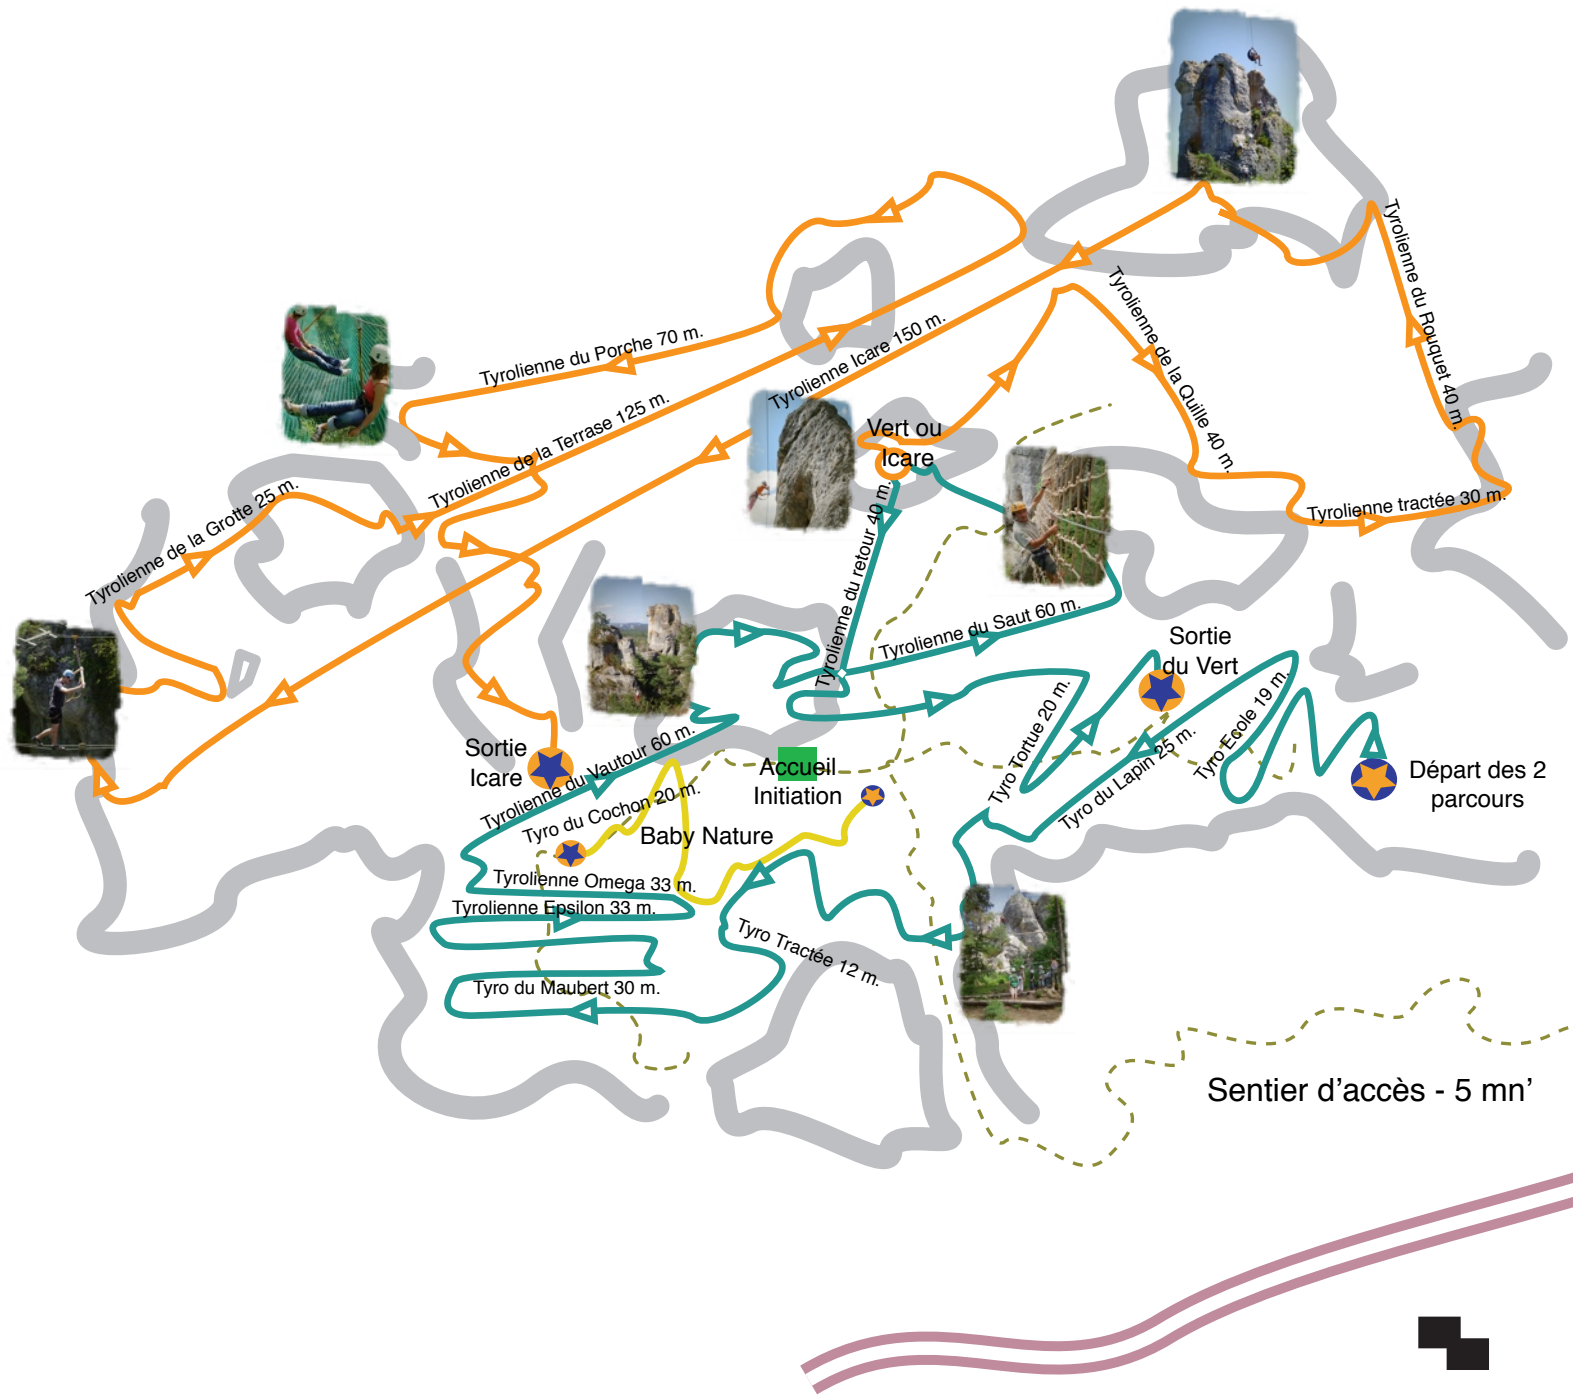 Tyrolienne du Rouquet 40 m.
Tyrolienne de la Quille 40 m.
Tyrolienne du Porche 70 m.
Tyrolienne Icare 150 m.
Tyrolienne de la Terrase 125 m.
Vert ou
Icare
Tyrolienne de la Grotte 25 m.
Tyrolienne tractée 30 m.
Tyrolienne du retour 40 m.
Tyrolienne du Saut 60 m.
Sortie
du Vert
Sortie
Icare
Tyrolienne du Vautour 60 m.
Accueil
Initiation
Tyro Tortue 20 m.
Tyro du Lapin 25 m.
Tyro Ecole 19 m.
Départ des 2
parcours
Tyro du Cochon 20 m.
Baby Nature
Tyrolienne Omega 33 m.
Tyrolienne Epsilon 33 m.
Tyro Tractée 12 m.
Tyro du Maubert 30 m.
Sentier d'accès - 5 mn’